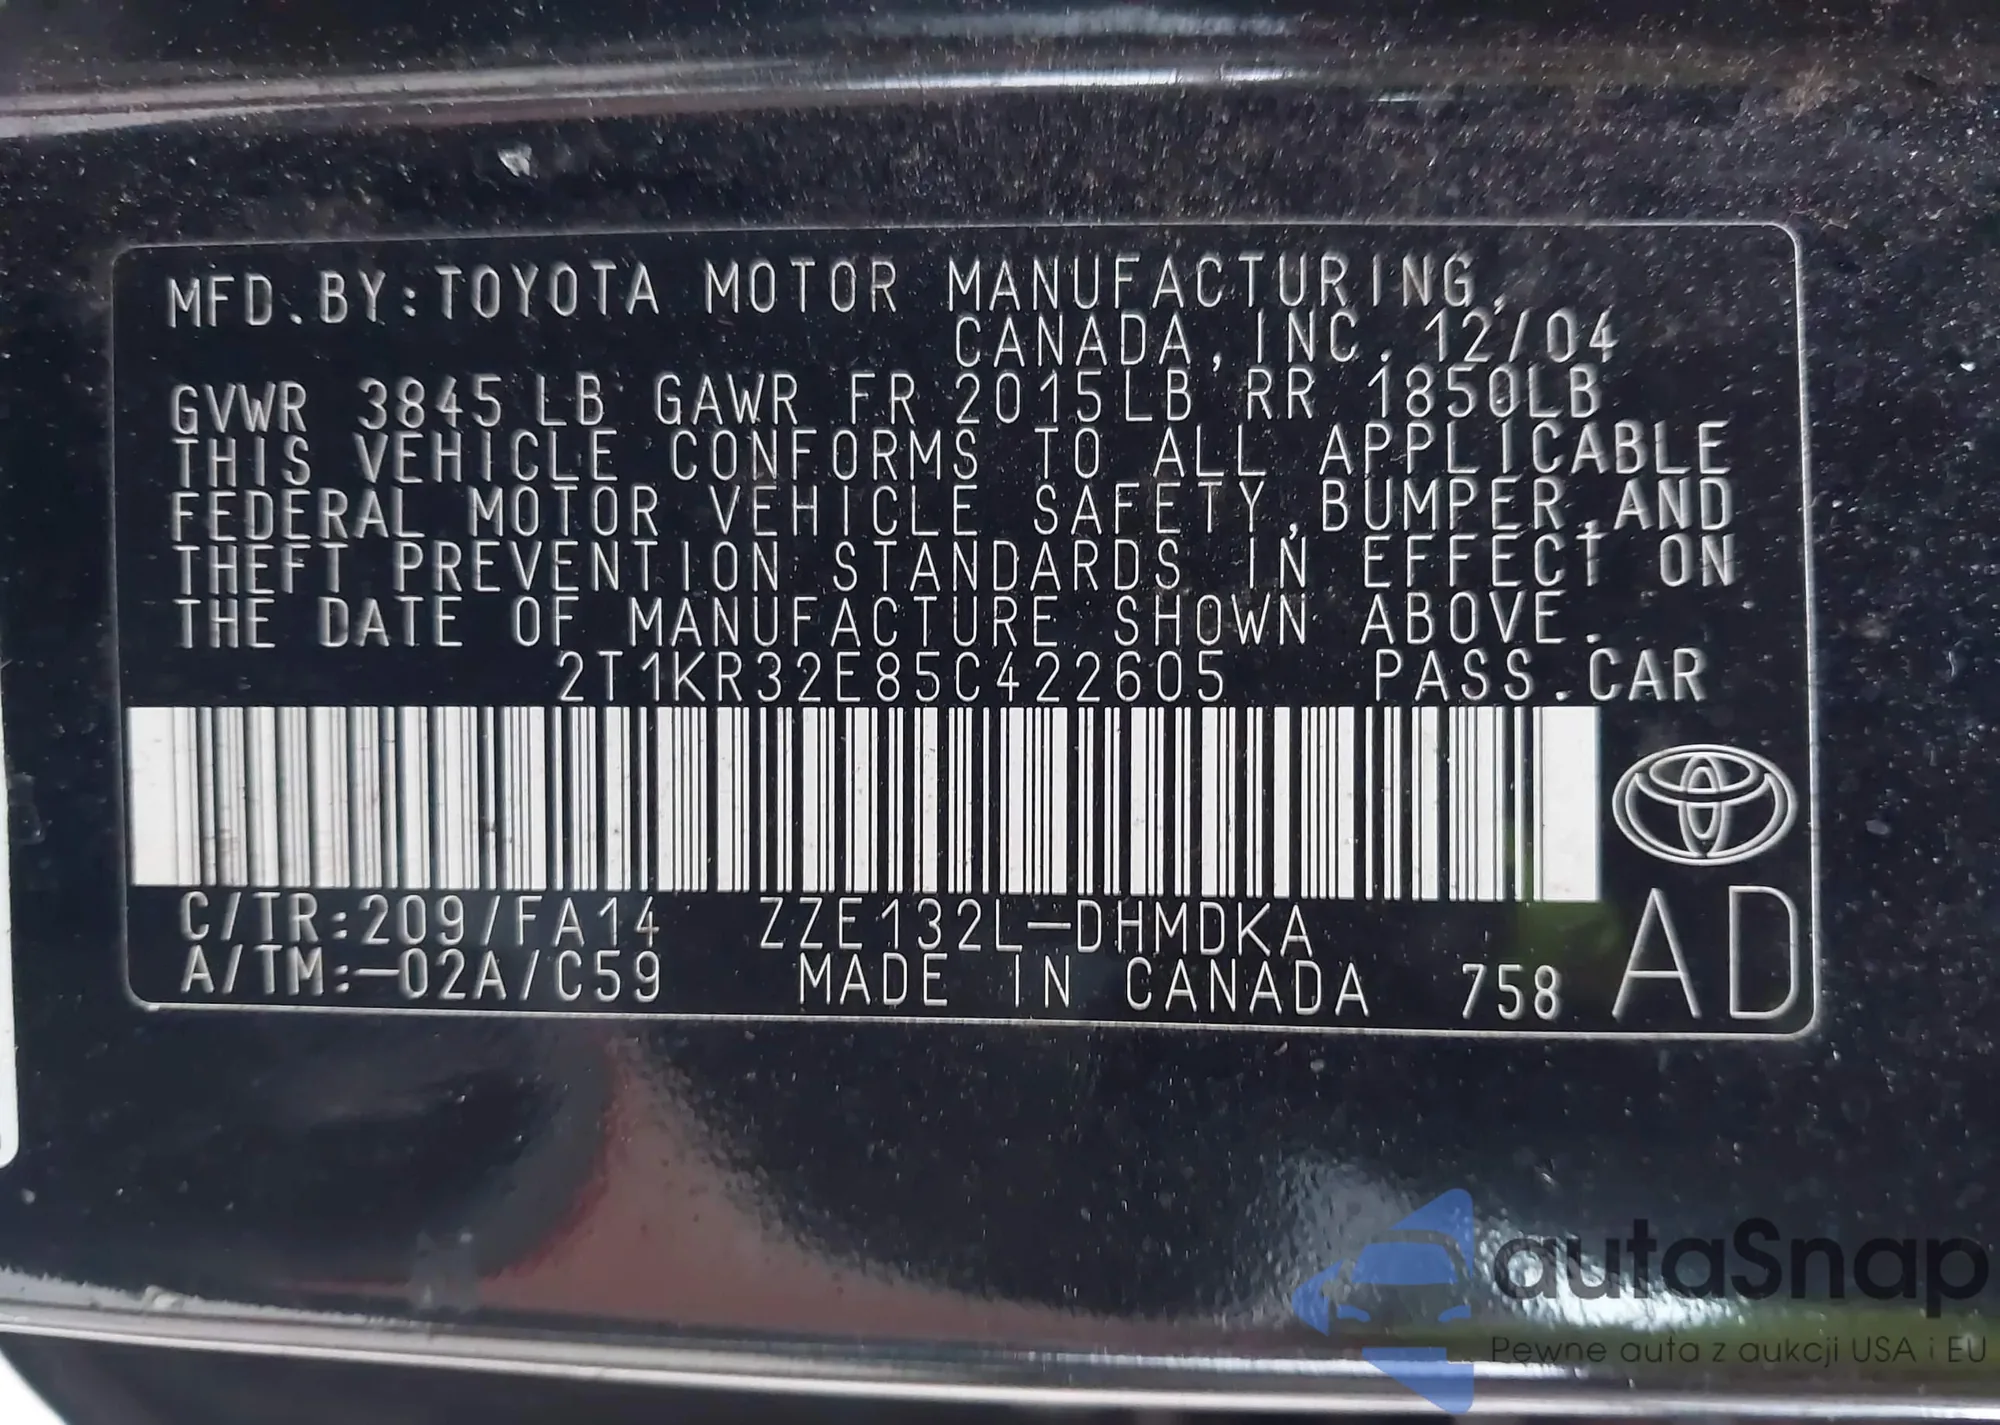 MFD.BY:TOYOTA MOTOR MANUFACTURING,
CANADA,INC. 12/04
GVWR 3845LB GAWR FR 2015LB RR 1850LB
THIS VEHICLE CONFORMS TO ALL APPLICABLE
FEDERAL MOTOR VEHICLE SAFETY,BUMPER,AND
THEFT PREVENTION STANDARDS IN EFFECT ON
THE DATE OF MANUFACTURE SHOWN ABOVE.
2T1KR32E85C422605 PASS.CAR
C/TR:209/FA14 ZZE132L-DHMDKA
A/TM:-02A/C59 MADE IN CANADA 758 AD
autaSnap
Pewne auta z aukcji USA i EU